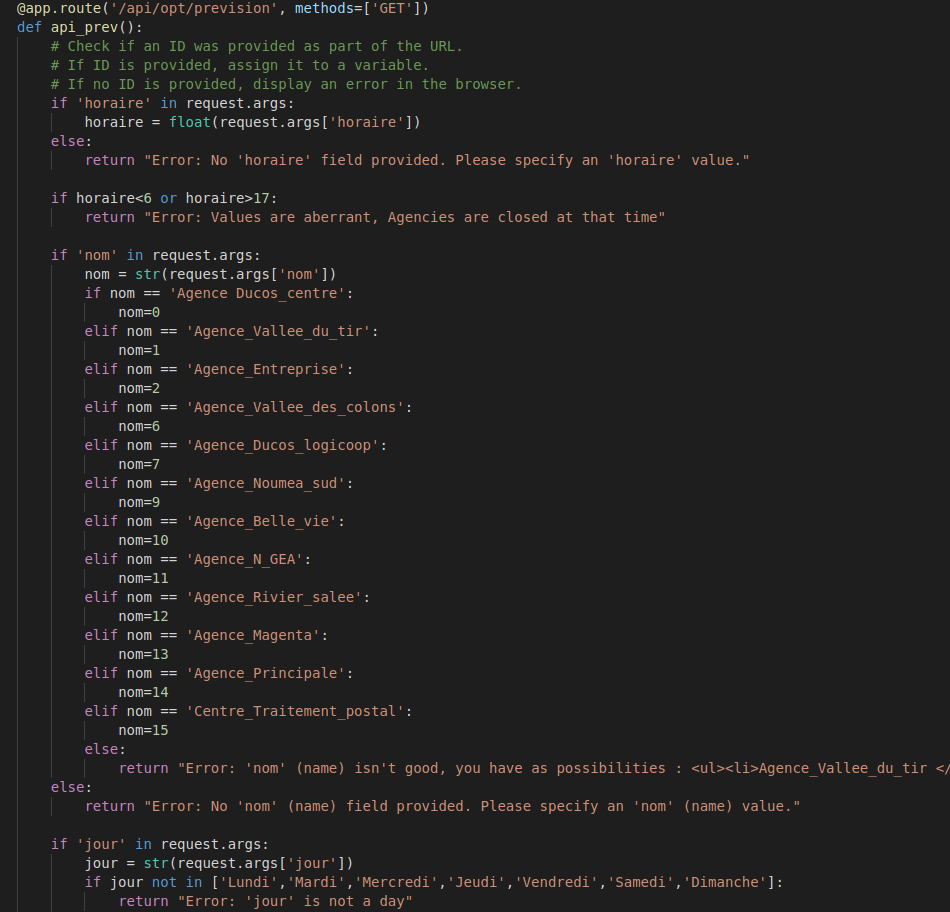 @app.route('/api/opt/prevision', methods=['GET'])
def api_prev():
    # Check if an ID was provided as part of the URL.
    # If ID is provided, assign it to a variable.
    # If no ID is provided, display an error in the browser.
    if 'horaire' in request.args:
        horaire = float(request.args['horaire'])
    else:
        return "Error: No 'horaire' field provided. Please specify an 'horaire' value."
    if horaire<6 or horaire>17:
        return "Error: Values are aberrant, Agencies are closed at that time"
    if 'nom' in request.args:
        nom = str(request.args['nom'])
        if nom == 'Agence Ducos_centre':
            nom=0
        elif nom == 'Agence_Vallee_du_tir':
            nom=1
        elif nom == 'Agence_Entreprise':
            nom=2
        elif nom == 'Agence_Vallee_des_colons':
            nom=6
        elif nom == 'Agence_Ducos_logicoop':
            nom=7
        elif nom == 'Agence_Noumea_sud':
            nom=9
        elif nom == 'Agence_Belle_vie':
            nom=10
        elif nom == 'Agence_N_GEA':
            nom=11
        elif nom == 'Agence_Rivier_salee':
            nom=12
        elif nom == 'Agence_Magenta':
            nom=13
        elif nom == 'Agence_Principale':
            nom=14
        elif nom == 'Centre_Traitement_postal':
            nom=15
        else:
            return "Error: 'nom' (name) isn't good, you have as possibilities : <ul><li>Agence_Vallee_du_tir </
    else:
        return "Error: No 'nom' (name) field provided. Please specify an 'nom' (name) value."
    if 'jour' in request.args:
        jour = str(request.args['jour'])
        if jour not in ['Lundi','Mardi','Mercredi','Jeudi','Vendredi','Samedi','Dimanche']:
            return "Error: 'jour' is not a day"